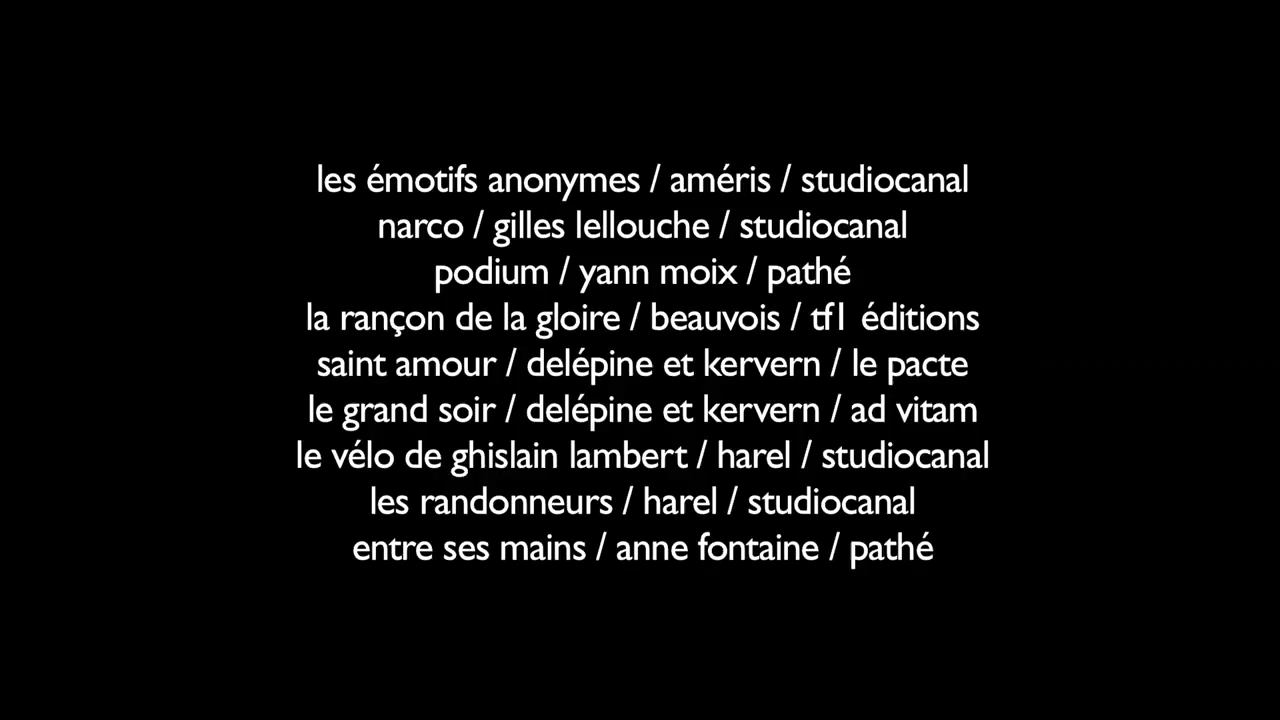 les émotifs anonymes / améris / studiocanal
narco / gilles lellouche / studiocanal
podium / yann moix / pathé
la rançon de la gloire / beauvois / tf1 éditions
saint amour / delépine et kervern / le pacte
le grand soir / delépine et kervern / ad vitam
le vélo de ghislain lambert / harel / studiocanal
les randonneurs / harel / studiocanal
entre ses mains / anne fontaine / pathé